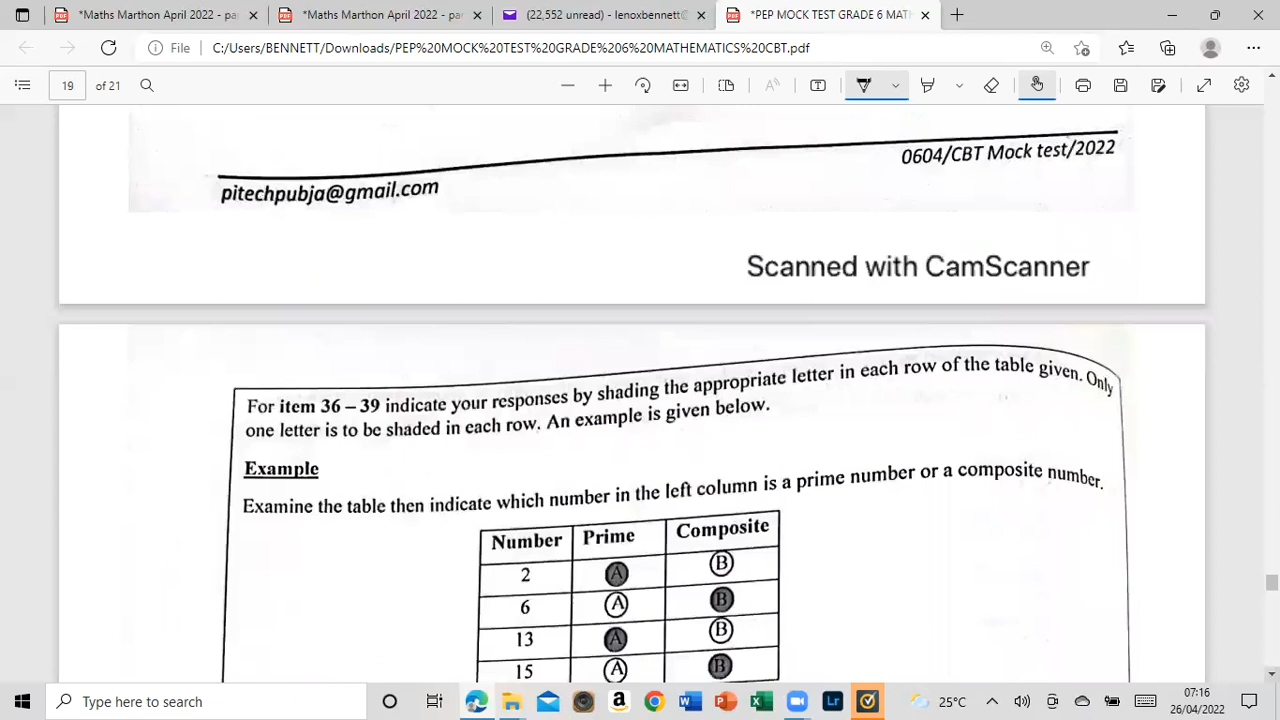 *Maths Marthon April 2022 - pa
*Maths Marthon April 2022 - pa
(22,552 unread) - lenoxbennett@
*PEP MOCK TEST GRADE 6 MATH
File
C:/Users/BENNETT/Downloads/PEP%20MOCK%20TEST%20GRADE%206%20MATHEMATICS%20CBT.pdf
19 of 21
0604/CBT Mock test/2022
pitechpubja@gmail.com
Scanned with CamScanner
For item 36 – 39 indicate your responses by shading the appropriate letter in each row of the table given. Only
one letter is to be shaded in each row. An example is given below.
Example
Examine the table then indicate which number in the left column is a prime number or a composite number.
Number Prime Composite
2 A B
6 A B
13 A B
15 A B
Type here to search
25°C
07:16
26/04/2022